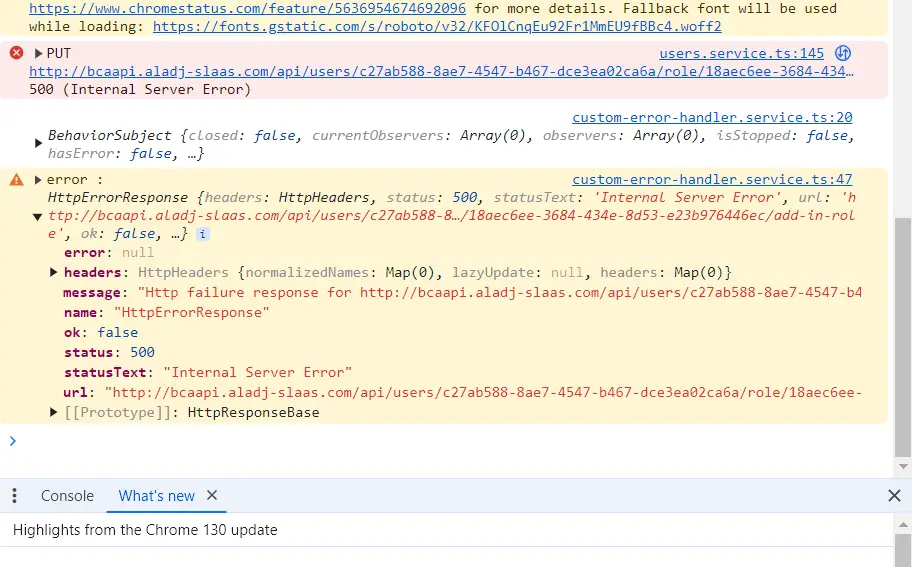 https://www.chromestatus.com/feature/5636954674692096 for more details. Fallback font will be used
while loading: https://fonts.gstatic.com/s/roboto/v32/KFOlCnqEu92Fr1MmEU9fBBc4.woff2
PUT users.service.ts:145
http://bcaapi.aladj-slaas.com/api/users/c27ab588-8ae7-4547-b467-dce3ea02ca6a/role/18aec6ee-3684-434…
500 (Internal Server Error)
custom-error-handler.service.ts:20
BehaviorSubject {closed: false, currentObservers: Array(0), observers: Array(0), isStopped: false,
hasError: false, …}
error : custom-error-handler.service.ts:47
HttpErrorResponse {headers: HttpHeaders, status: 500, statusText: 'Internal Server Error', url: 'h
ttp://bcaapi.aladj-slaas.com/api/users/c27ab588-8…/18aec6ee-3684-434e-8d53-e23b976446ec/add-in-rol
e', ok: false, …} i
error: null
headers: HttpHeaders {normalizedNames: Map(0), lazyUpdate: null, headers: Map(0)}
message: "Http failure response for http://bcaapi.aladj-slaas.com/api/users/c27ab588-8ae7-4547-b4
name: "HttpErrorResponse"
ok: false
status: 500
statusText: "Internal Server Error"
url: "http://bcaapi.aladj-slaas.com/api/users/c27ab588-8ae7-4547-b467-dce3ea02ca6a/role/18aec6ee-
[[Prototype]]: HttpResponseBase
Console What's new
Highlights from the Chrome 130 update